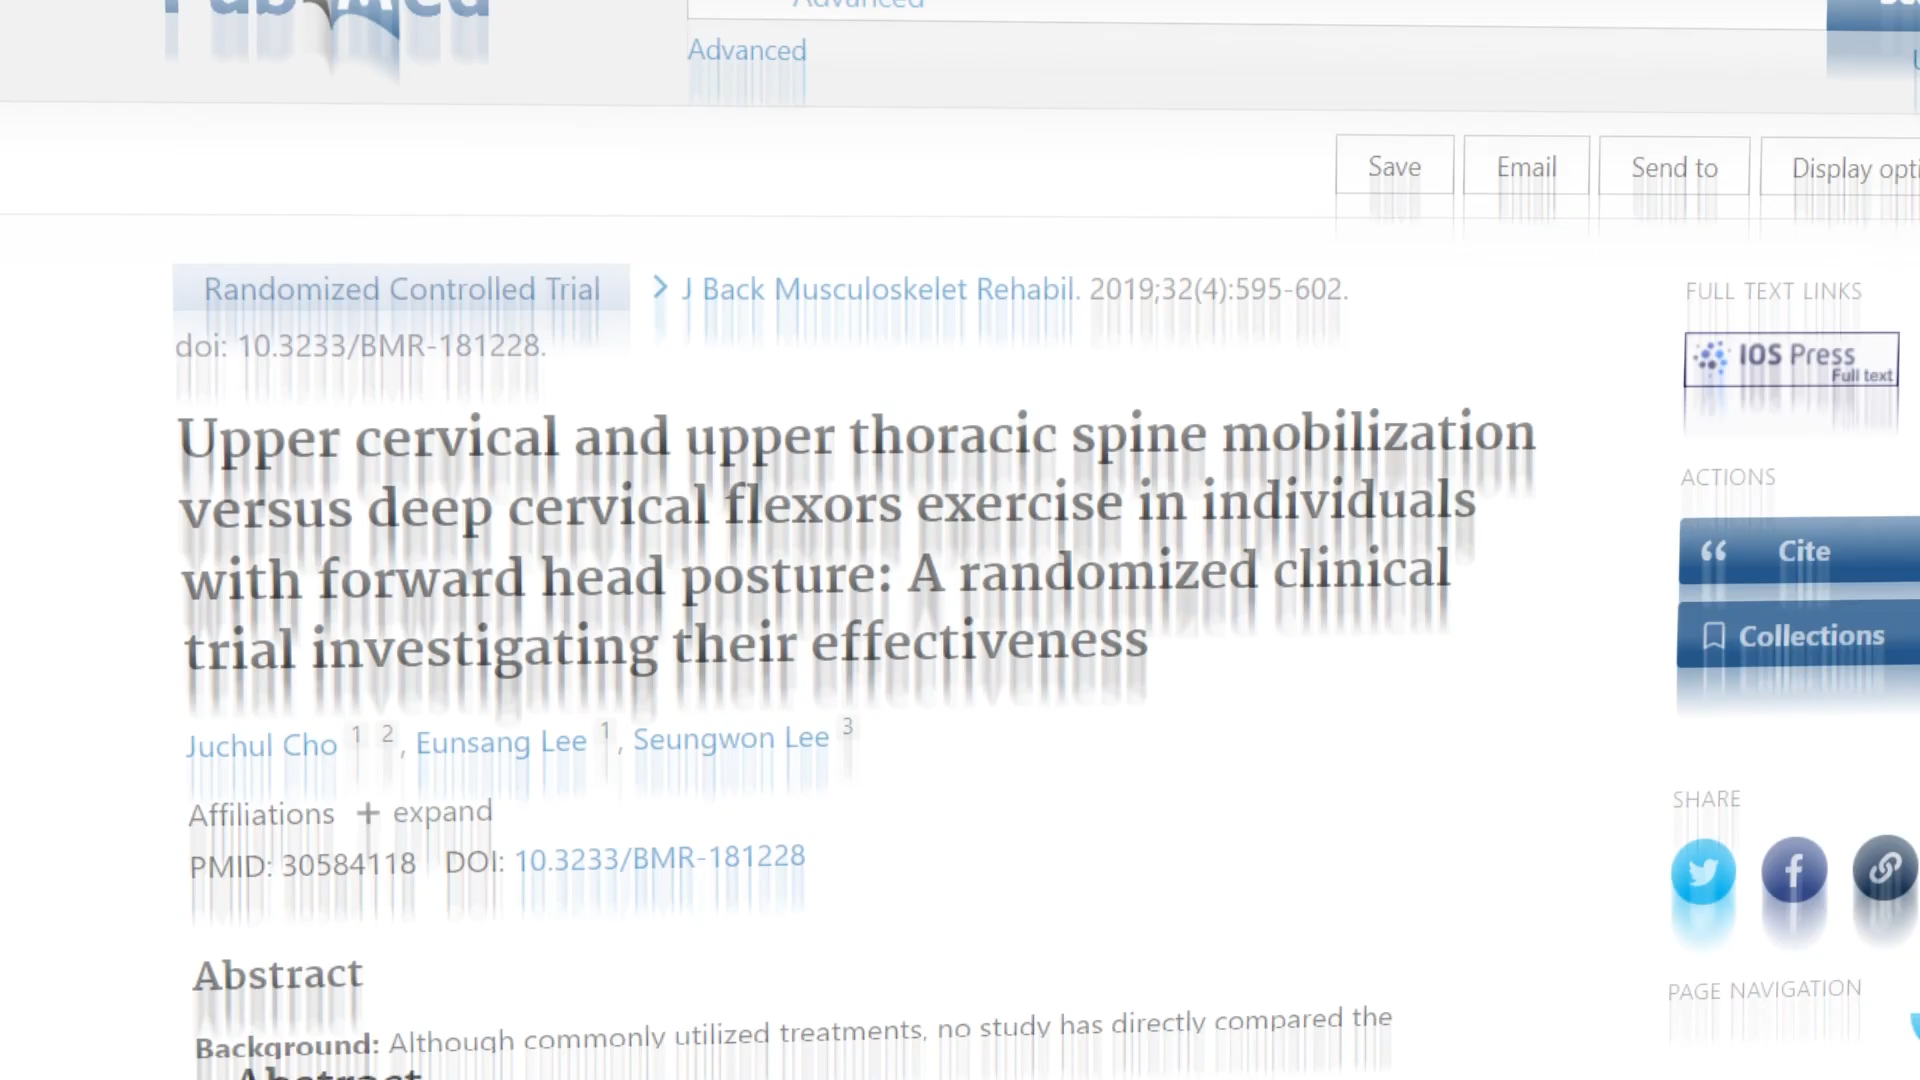 PubMed
Advanced
Advanced
Save
Email
Send to
Display
Randomized Controlled Trial
J Back Musculoskelet Rehabil. 2019;32(4):595-602.
doi: 10.3233/BMR-181228.
Upper cervical and upper thoracic spine mobilization
versus deep cervical flexors exercise in individuals
with forward head posture: A randomized clinical
trial investigating their effectiveness
Juchul Cho 1 2, Eunsang Lee 1, Seungwon Lee 3
Affiliations + expand
PMID: 30584118 DOI: 10.3233/BMR-181228
Abstract
Background: Although commonly utilized treatments, no study has directly compared the
Abstract
FULL TEXT LINKS
IOS Press
Full text
ACTIONS
Cite
Collections
SHARE
PAGE NAVIGATION